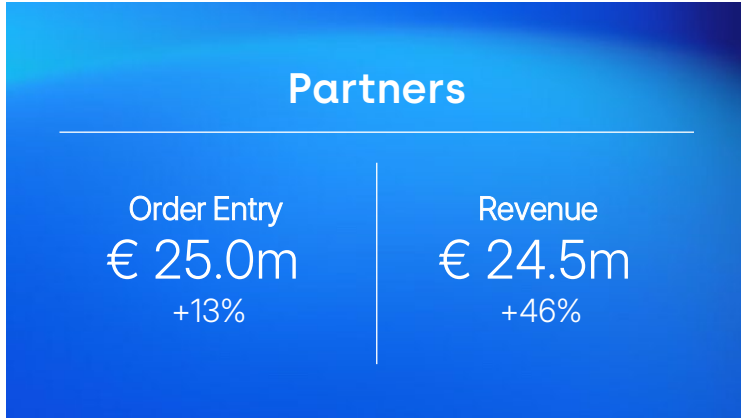 Partners
Order Entry
€ 25.0m
+13%
Revenue
€ 24.5m
+46%